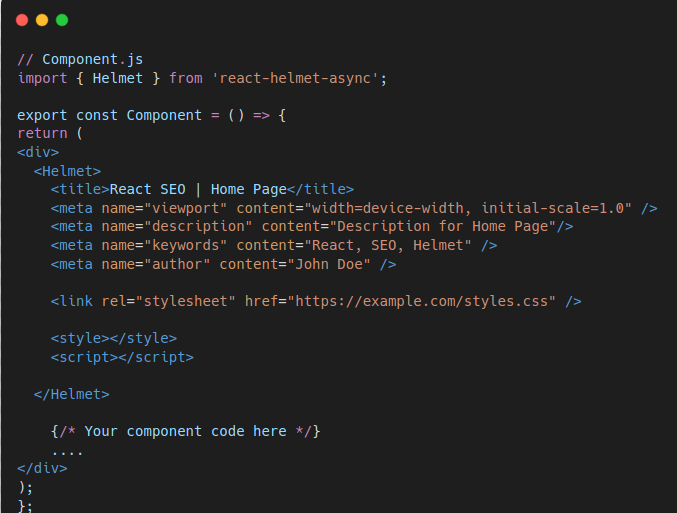 // Component.js
import { Helmet } from 'react-helmet-async';
export const Component = () => {
return (
<div>
<Helmet>
<title>React SEO | Home Page</title>
<meta name="viewport" content="width=device-width, initial-scale=1.0" />
<meta name="description" content="Description for Home Page"/>
<meta name="keywords" content="React, SEO, Helmet" />
<meta name="author" content="John Doe" />
<link rel="stylesheet" href="https://example.com/styles.css" />
<style></style>
<script></script>
</Helmet>
{/* Your component code here */}
....
</div>
);
};